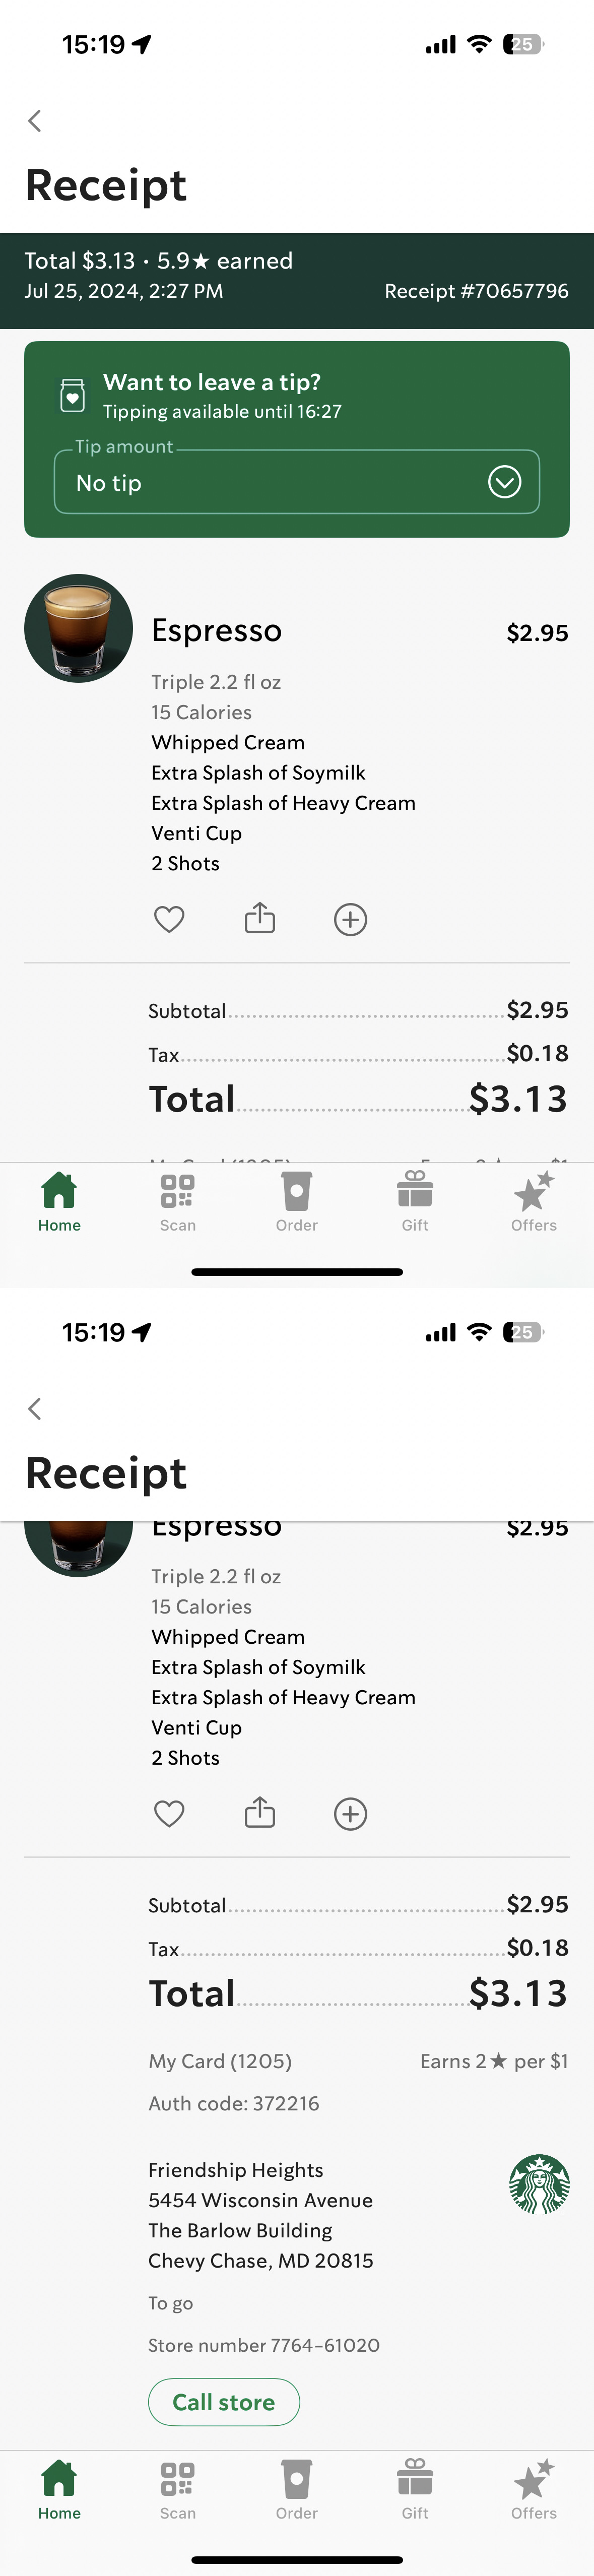 15:19
25
Receipt
Total $3.13 • 5.9★ earned
Jul 25, 2024, 2:27 PM Receipt #70657796
Want to leave a tip?
Tipping available until 16:27
Tip amount
No tip
Espresso $2.95
Triple 2.2 fl oz
15 Calories
Whipped Cream
Extra Splash of Soymilk
Extra Splash of Heavy Cream
Venti Cup
2 Shots
Subtotal $2.95
Tax $0.18
Total $3.13
Home Scan Order Gift Offers
15:19
25
Receipt
Espresso $2.95
Triple 2.2 fl oz
15 Calories
Whipped Cream
Extra Splash of Soymilk
Extra Splash of Heavy Cream
Venti Cup
2 Shots
Subtotal $2.95
Tax $0.18
Total $3.13
My Card (1205) Earns 2★ per $1
Auth code: 372216
Friendship Heights
5454 Wisconsin Avenue
The Barlow Building
Chevy Chase, MD 20815
To go
Store number 7764-61020
Call store
Home Scan Order Gift Offers